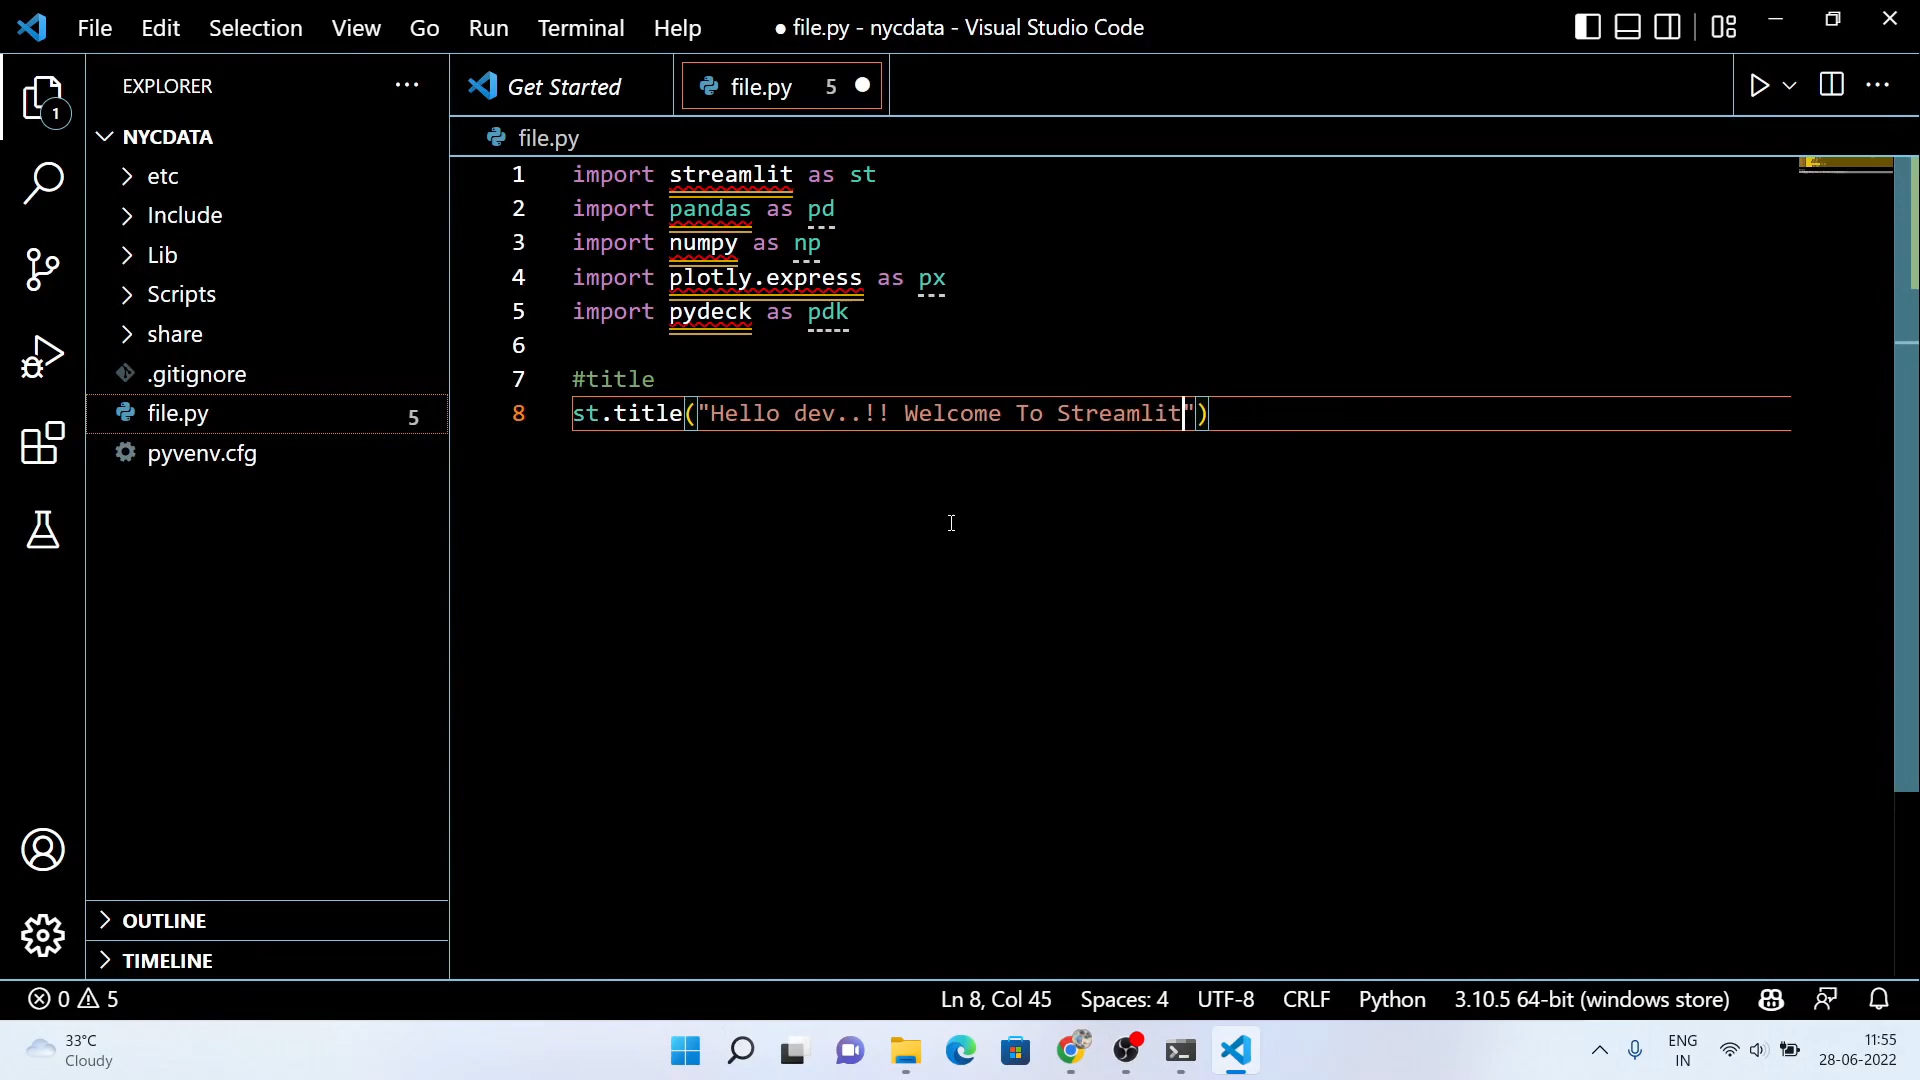 File Edit Selection View Go Run Terminal Help ● file.py - nycdata - Visual Studio Code
EXPLORER ···
Get Started
file.py 5
1
NYCDATA
file.py
etc
Include
Lib
Scripts
share
.gitignore
file.py 5
pyvenv.cfg
1 import streamlit as st
2 import pandas as pd
3 import numpy as np
4 import plotly.express as px
5 import pydeck as pdk
6
7 #title
8 st.title("Hello dev..!! Welcome To Streamlit")
OUTLINE
TIMELINE
0 5
Ln 8, Col 45 Spaces: 4 UTF-8 CRLF Python 3.10.5 64-bit (windows store)
33°C
Cloudy
ENG
IN
11:55
28-06-2022